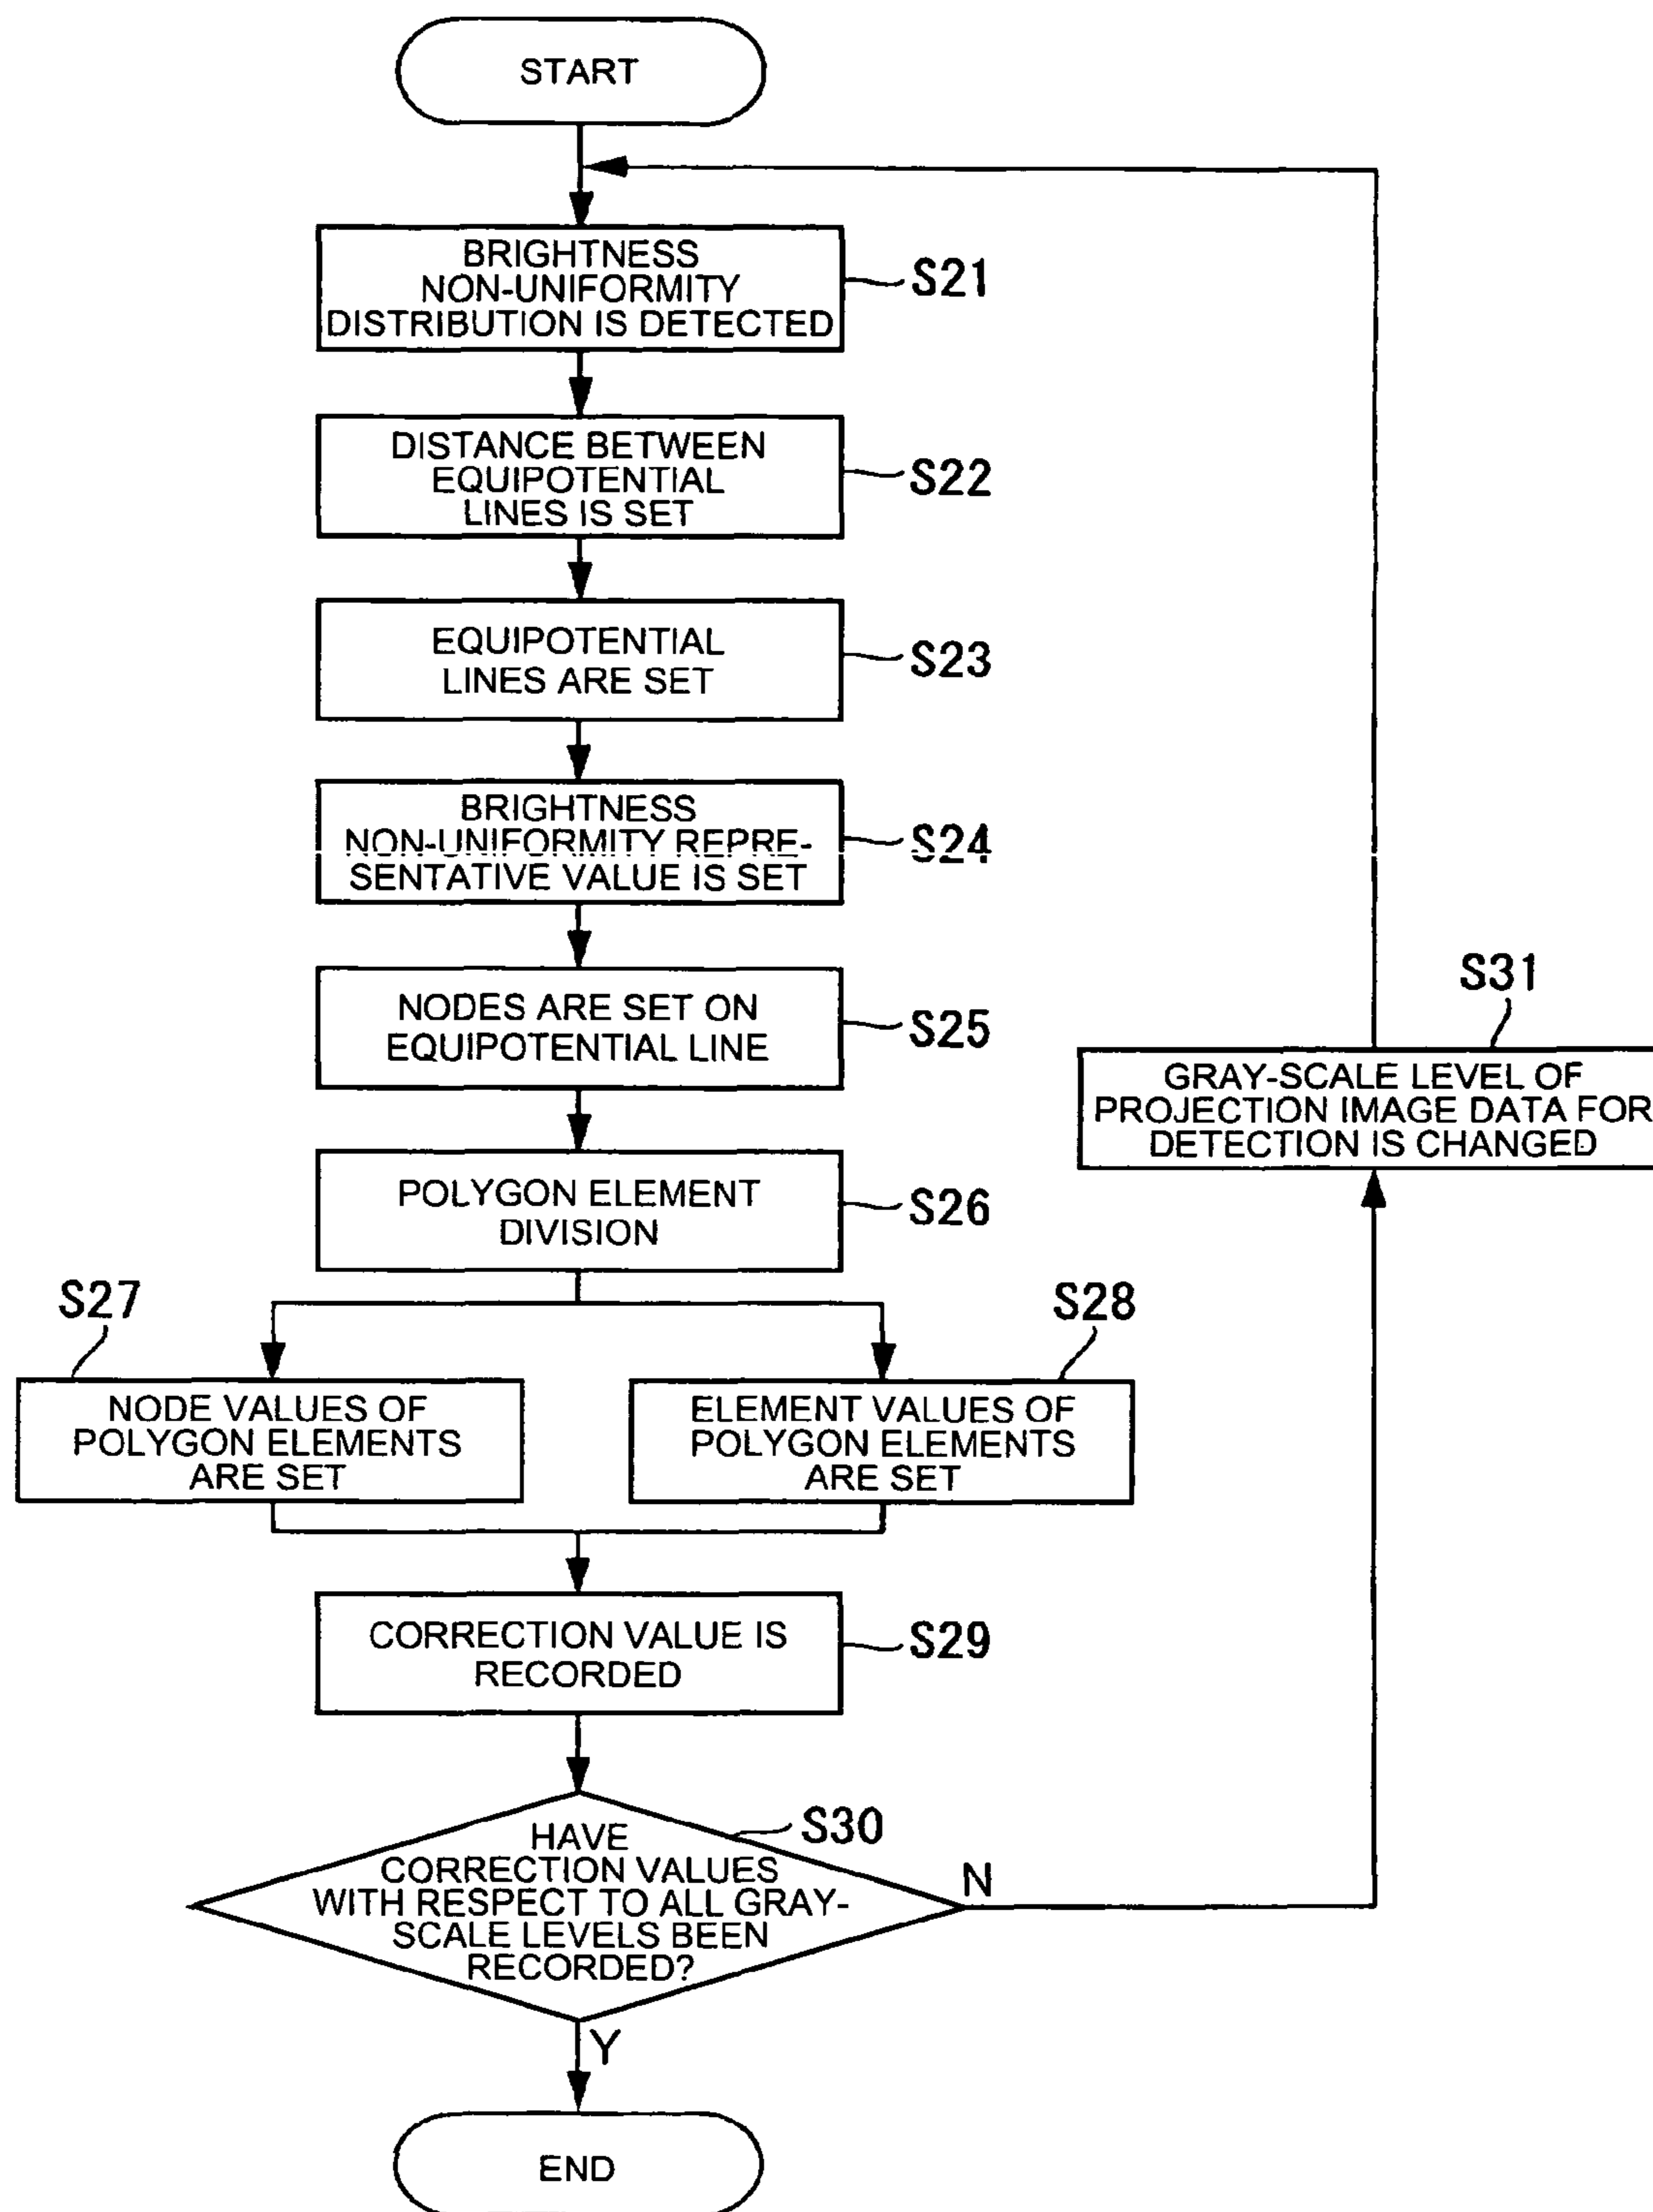 START
BRIGHTNESS
NON-UNIFORMITY
DISTRIBUTION IS DETECTED
S21
DISTANCE BETWEEN
EQUIPOTENTIAL
LINES IS SET
S22
EQUIPOTENTIAL
LINES ARE SET
S23
BRIGHTNESS
NON-UNIFORMITY REPRE-
SENTATIVE VALUE IS SET
S24
NODES ARE SET ON
EQUIPOTENTIAL LINE
S25
S31
GRAY-SCALE LEVEL OF
PROJECTION IMAGE DATA FOR
DETECTION IS CHANGED
POLYGON ELEMENT
DIVISION
S26
S27
NODE VALUES OF
POLYGON ELEMENTS
ARE SET
S28
ELEMENT VALUES OF
POLYGON ELEMENTS
ARE SET
CORRECTION VALUE IS
RECORDED
S29
S30
HAVE
CORRECTION VALUES
WITH RESPECT TO ALL GRAY-
SCALE LEVELS BEEN
RECORDED?
N
Y
END